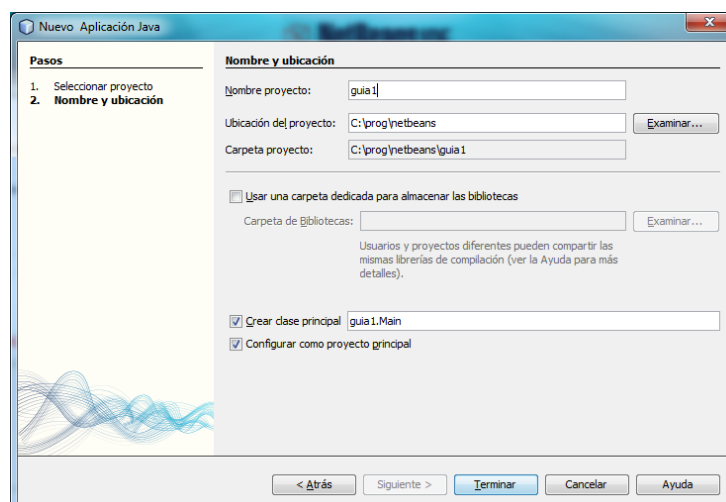 Nuevo Aplicación Java
Pasos
1. Seleccionar proyecto
2. Nombre y ubicación
Nombre y ubicación
Nombre proyecto: guia1
Ubicación del proyecto: C:\prog\netbeans Examinar...
Carpeta proyecto: C:\prog\netbeans\guia1
Usar una carpeta dedicada para almacenar las bibliotecas
Carpeta de Bibliotecas: Examinar...
Usuarios y proyectos diferentes pueden compartir las
mismas librerías de compilación (ver la Ayuda para más
detalles).
Crear clase principal guia1.Main
Configurar como proyecto principal
< Atrás Siguiente > Terminar Cancelar Ayuda